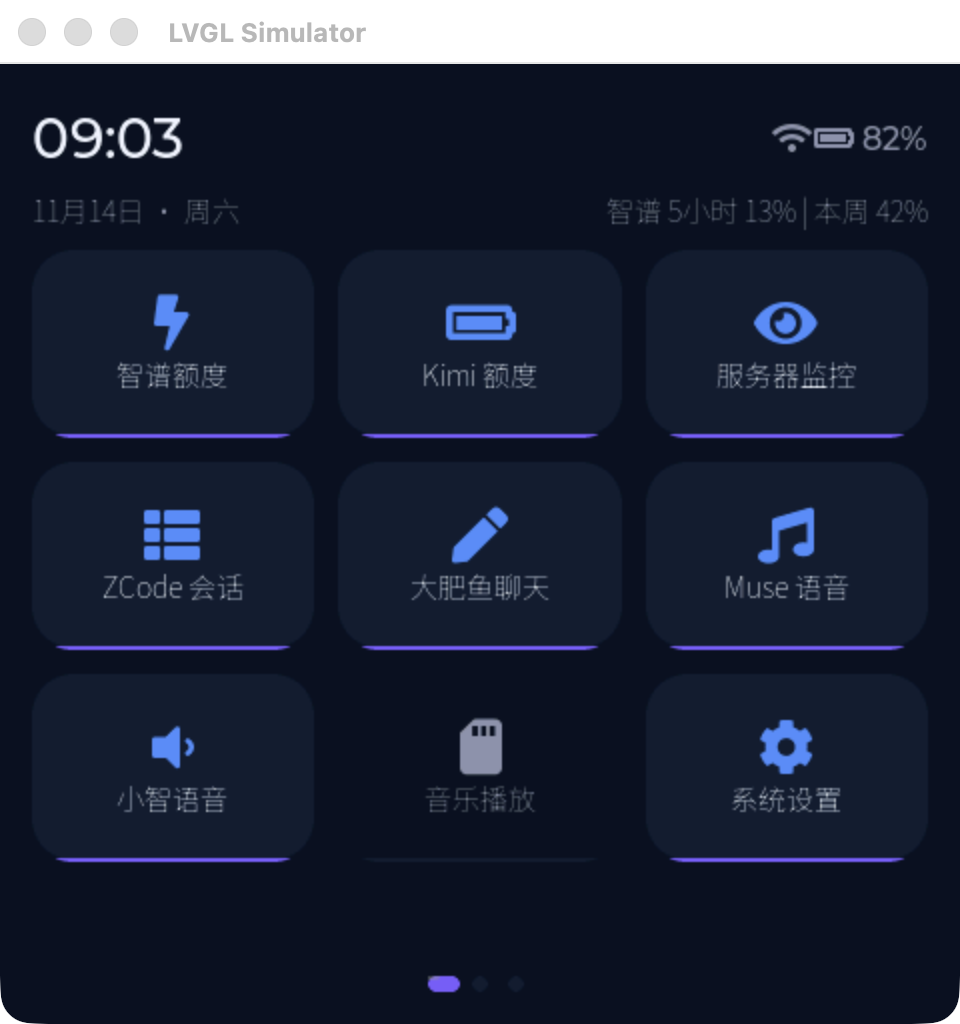 LVGL Simulator
09:03
82%
11月14日 · 周六
智谱 5小时 13% | 本周 42%
智谱额度
Kimi 额度
服务器监控
ZCode 会话
大肥鱼聊天
Muse 语音
小智语音
音乐播放
系统设置